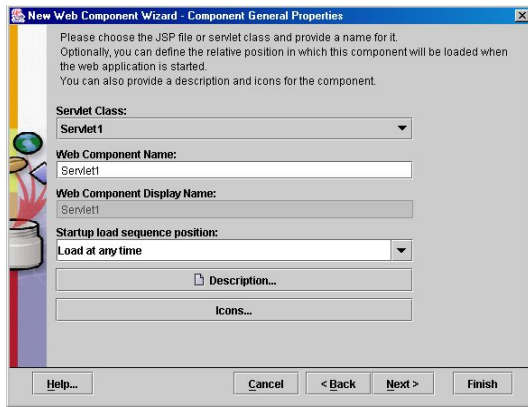 New Web Component Wizard - Component General Properties
Please choose the JSP file or servlet class and provide a name for it.
Optionally, you can define the relative position in which this component will be loaded when
the web application is started.
You can also provide a description and icons for the component.
Servlet Class:
Servlet1
Web Component Name:
Servlet1
Web Component Display Name:
Servlet1
Startup load sequence position:
Load at any time
Description...
Icons...
Help... Cancel < Back Next > Finish